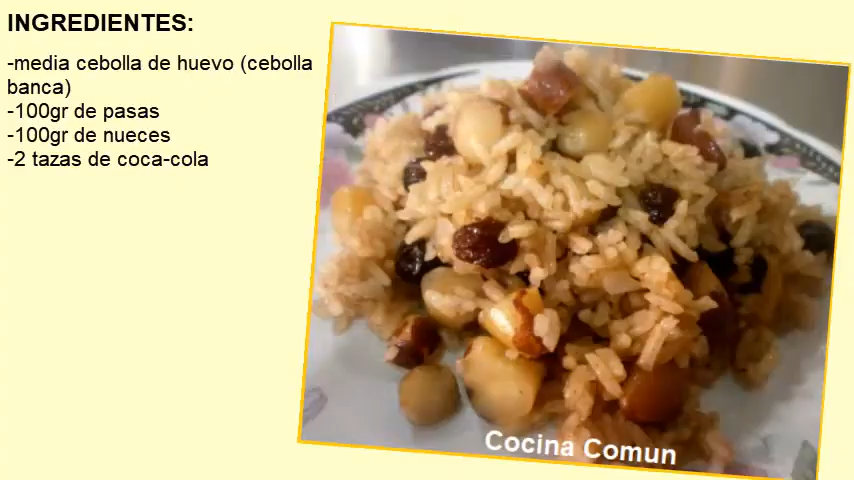 INGREDIENTES:
-media cebolla de huevo (cebolla
banca)
-100gr de pasas
-100gr de nueces
-2 tazas de coca-cola
Cocina Comun